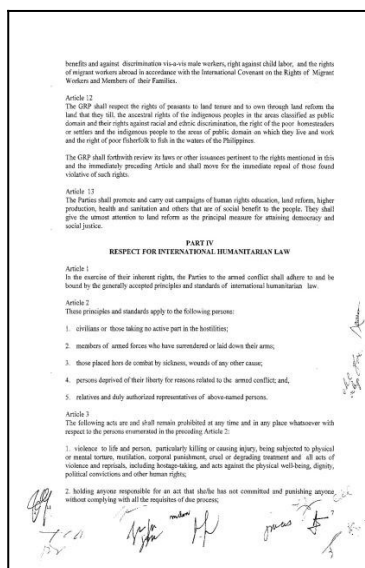 benefits and against discrimination vis-a-vis male workers, right against child labor, and the rights
of migrant workers abroad in accordance with the International Covenant on the Rights of Migrant
Workers and Members of their Families.
Article 12
The GRP shall respect the rights of peasants to land tenure and to own through land reform the
land that they till, the ancestral rights of the indigenous peoples in the areas classified as public
domain and their rights against racial and ethnic discrimination, the right of the poor homesteaders
or settlers and the indigenous people to the areas of public domain on which they live and work
and the right of poor fisherfolk to fish in the waters of the Philippines.
The GRP shall forthwith review its laws or other issuances pertinent to the rights mentioned in this
and the immediately preceding Article and shall move for the immediate repeal of those found
violative of such rights.
Article 13
The Parties shall promote and carry out campaigns of human rights education, land reform, higher
production, health and sanitation and others that are of social benefit to the people. They shall
give the utmost attention to land reform as the principal measure for attaining democracy and
social justice.
PART IV
RESPECT FOR INTERNATIONAL HUMANITARIAN LAW
Article 1
In the exercise of their inherent rights, the Parties to the armed conflict shall adhere to and be
bound by the generally accepted principles and standards of international humanitarian law.
Article 2
These principles and standards apply to the following persons:
1. civilians or those taking no active part in the hostilities;
2. members of armed forces who have surrendered or laid down their arms;
3. those placed hors de combat by sickness, wounds of any other cause;
4. persons deprived of their liberty for reasons related to the armed conflict; and,
5. relatives and duly authorized representatives of above-named persons.
Article 3
The following acts are and shall remain prohibited at any time and in any place whatsoever with
respect to the persons enumerated in the preceding Article 2:
1. violence to life and person, particularly killing or causing injury, being subjected to physical
or mental torture, mutilation, corporal punishment, cruel or degrading treatment and all acts
of violence and reprisals, including hostage-taking, and acts against the physical well-being, dignity,
political convictions and other human rights;
2. holding anyone responsible for an act that she/he has not committed and punishing anyone
without complying with all the requisites of due process;
7